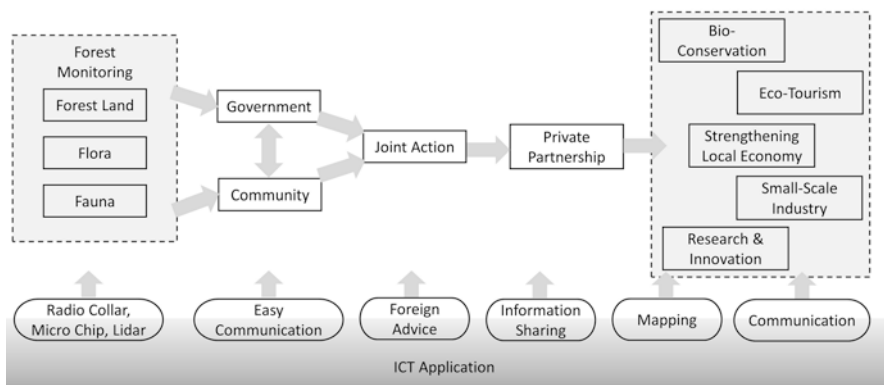 Forest
Monitoring
Forest Land
Flora
Fauna
Government
Community
Joint Action
Private
Partnership
Bio-
Conservation
Eco-Tourism
Strengthening
Local Economy
Small-Scale
Industry
Research &
Innovation
Radio Collar,
Micro Chip, Lidar
Easy
Communication
Foreign
Advice
Information
Sharing
Mapping
Communication
ICT Application